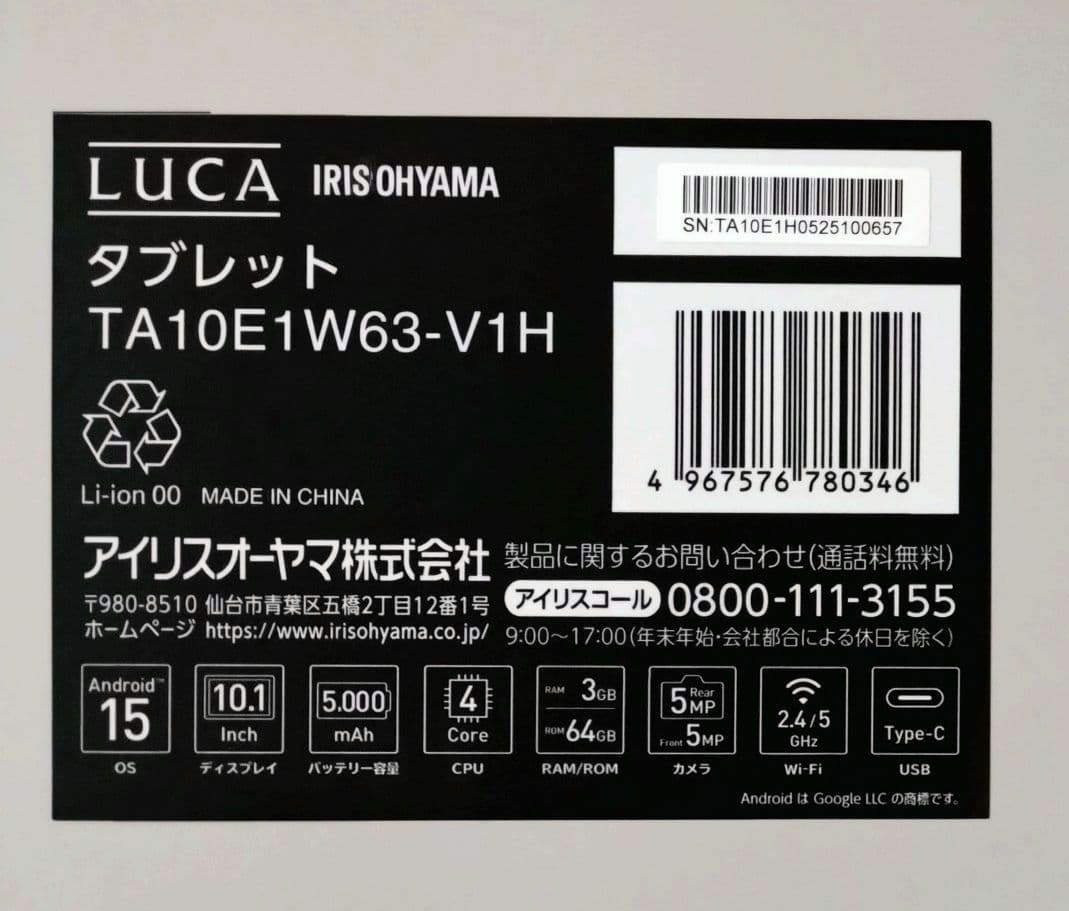 LUCA IRIS OHYAMA
タブレット
TA10E1W63-V1H
SN:TA10E1H0525100657
4 967576 780346
Li-ion 00 MADE IN CHINA
アイリスオーヤマ株式会社
〒980-8510 仙台市青葉区五橋2丁目12番1号
ホームページ https://www.irisohyama.co.jp/
製品に関するお問い合わせ(通話料無料)
アイリスコール 0800-111-3155
9:00～17:00(年末年始・会社都合による休日を除く)
Android™
15
OS
10.1
Inch
ディスプレイ
5,000
mAh
バッテリー容量
4
Core
CPU
RAM 3GB
ROM 64GB
RAM/ROM
5MP Rear
Front 5MP
カメラ
2.4/5
GHz
Wi-Fi
Type-C
USB
Android は Google LLC の商標です。